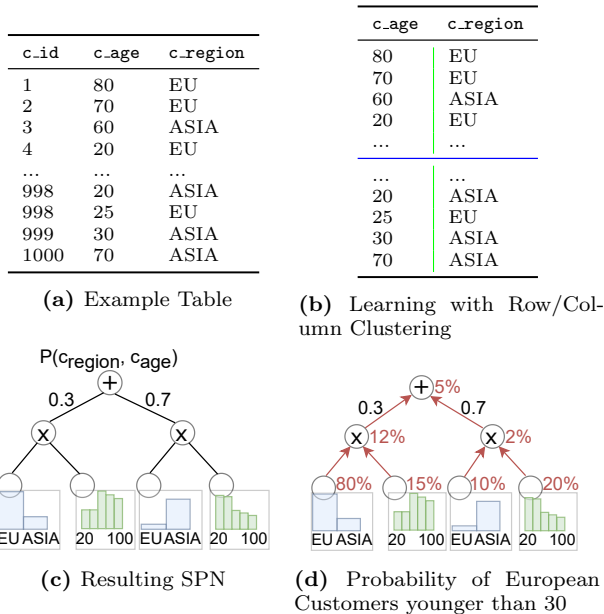 c_id c_age c_region
1 80 EU
2 70 EU
3 60 ASIA
4 20 EU
... ... ...
998 20 ASIA
998 25 EU
999 30 ASIA
1000 70 ASIA
(a) Example Table
c_age c_region
80 EU
70 EU
60 ASIA
20 EU
... ...
... ...
20 ASIA
25 EU
30 ASIA
70 ASIA
(b) Learning with Row/Col-
umn Clustering
P(c_region, c_age)
+
0.3 0.7
x x
EU ASIA 20 100 EU ASIA 20 100
(c) Resulting SPN
+ 5%
0.3 0.7
x 12% x 2%
80% 15% 10% 20%
EU ASIA 20 100 EU ASIA 20 100
(d) Probability of European
Customers younger than 30